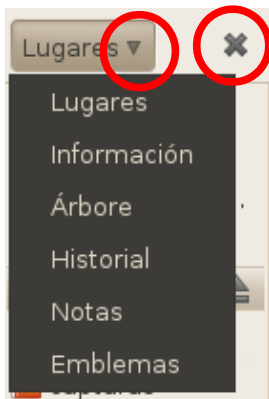 Lugares
Lugares
Información
Árbore
Historial
Notas
Emblemas